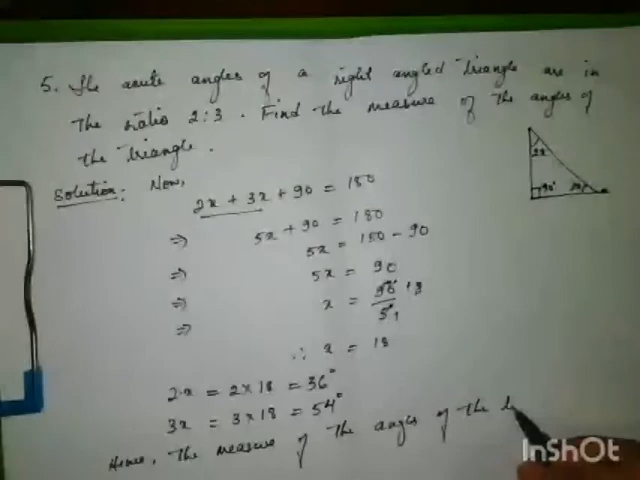 5. The acute angles of a right angled triangle are in
the ratio 2:3. Find the measure of the angles of
the triangle.
Solution: Now,
2x + 3x + 90 = 180
⇒ 5x + 90 = 180
5x = 180 - 90
⇒ 5x = 90
⇒ x = 90/5 18 1
⇒
∴ x = 18
2x = 2×18 = 36°
3x = 3×18 = 54°
Hence, the measure of the angles of the
2x
90°
3x
InShOt